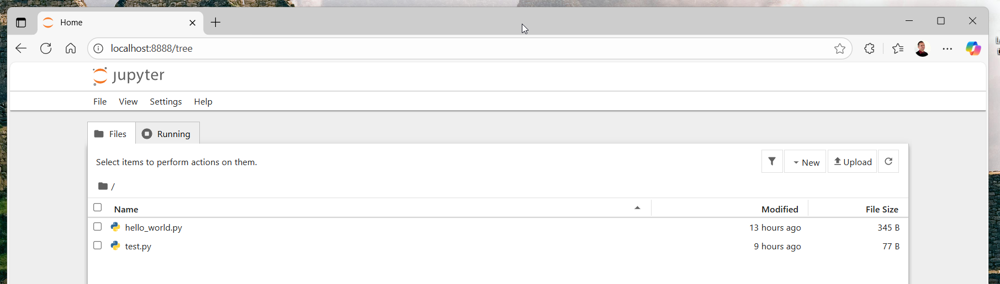 Home
localhost:8888/tree
jupyter
File View Settings Help
Files Running
Select items to perform actions on them.
New Upload
/
Name Modified File Size
hello_world.py 13 hours ago 345 B
test.py 9 hours ago 77 B